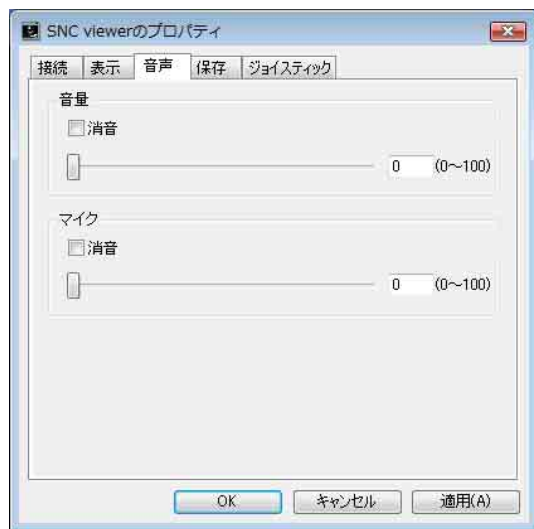 SNC viewerのプロパティ
接続 表示 音声 保存 ジョイスティック
音量
消音
0 (0～100)
マイク
消音
0 (0～100)
OK キャンセル 適用(A)